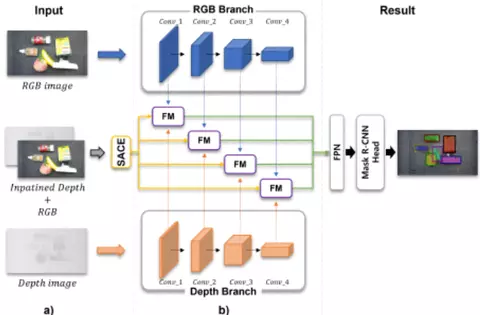 Input
RGB Branch
Result
Conv_1
Conv_2
Conv_3
Conv_4
RGB image
FM
FM
FM
FM
SACE
FPN
Mask R-CNN
Head
Inpatined Depth
+
RGB
Depth image
Conv_1
Conv_2
Conv_3
Conv_4
Depth Branch
a)
b)